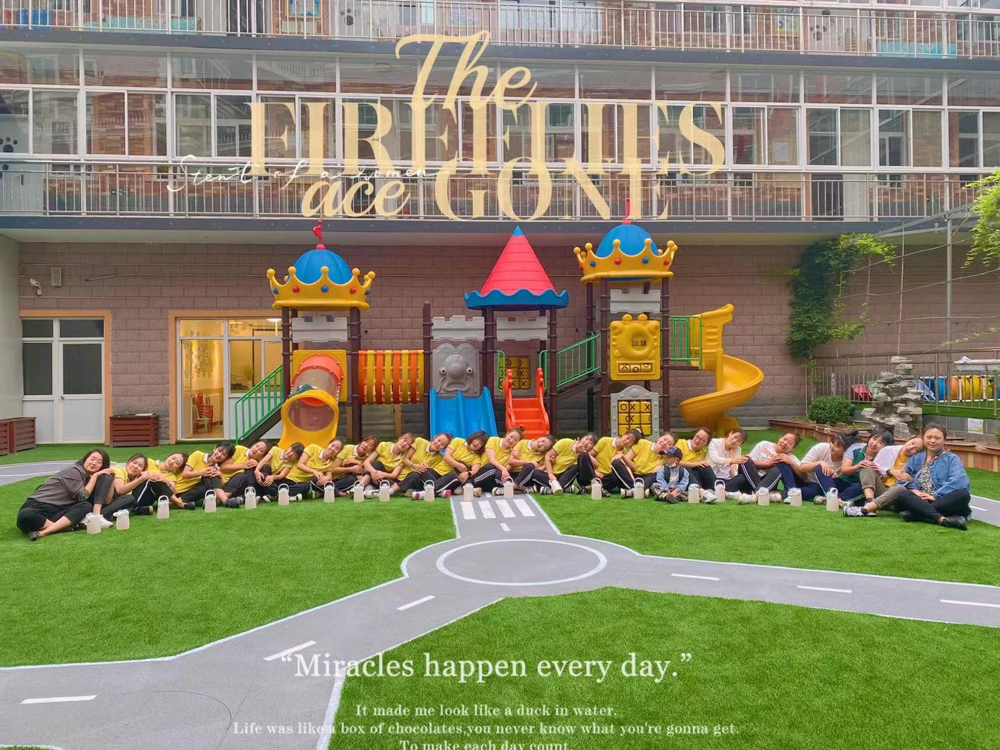 The
FIREFLIES
Stent of a women
ace GONE
10:18
“Miracles happen every day.”
It made me look like a duck in water.
Life was like a box of chocolates,you never know what you're gonna get.
To make each day count.